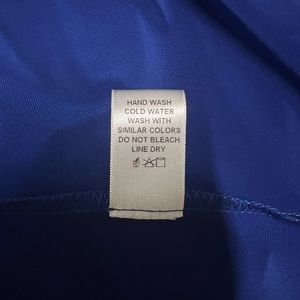 HAND WASH
COLD WATER
WASH WITH
SIMILAR COLORS
DO NOT BLEACH
LINE DRY